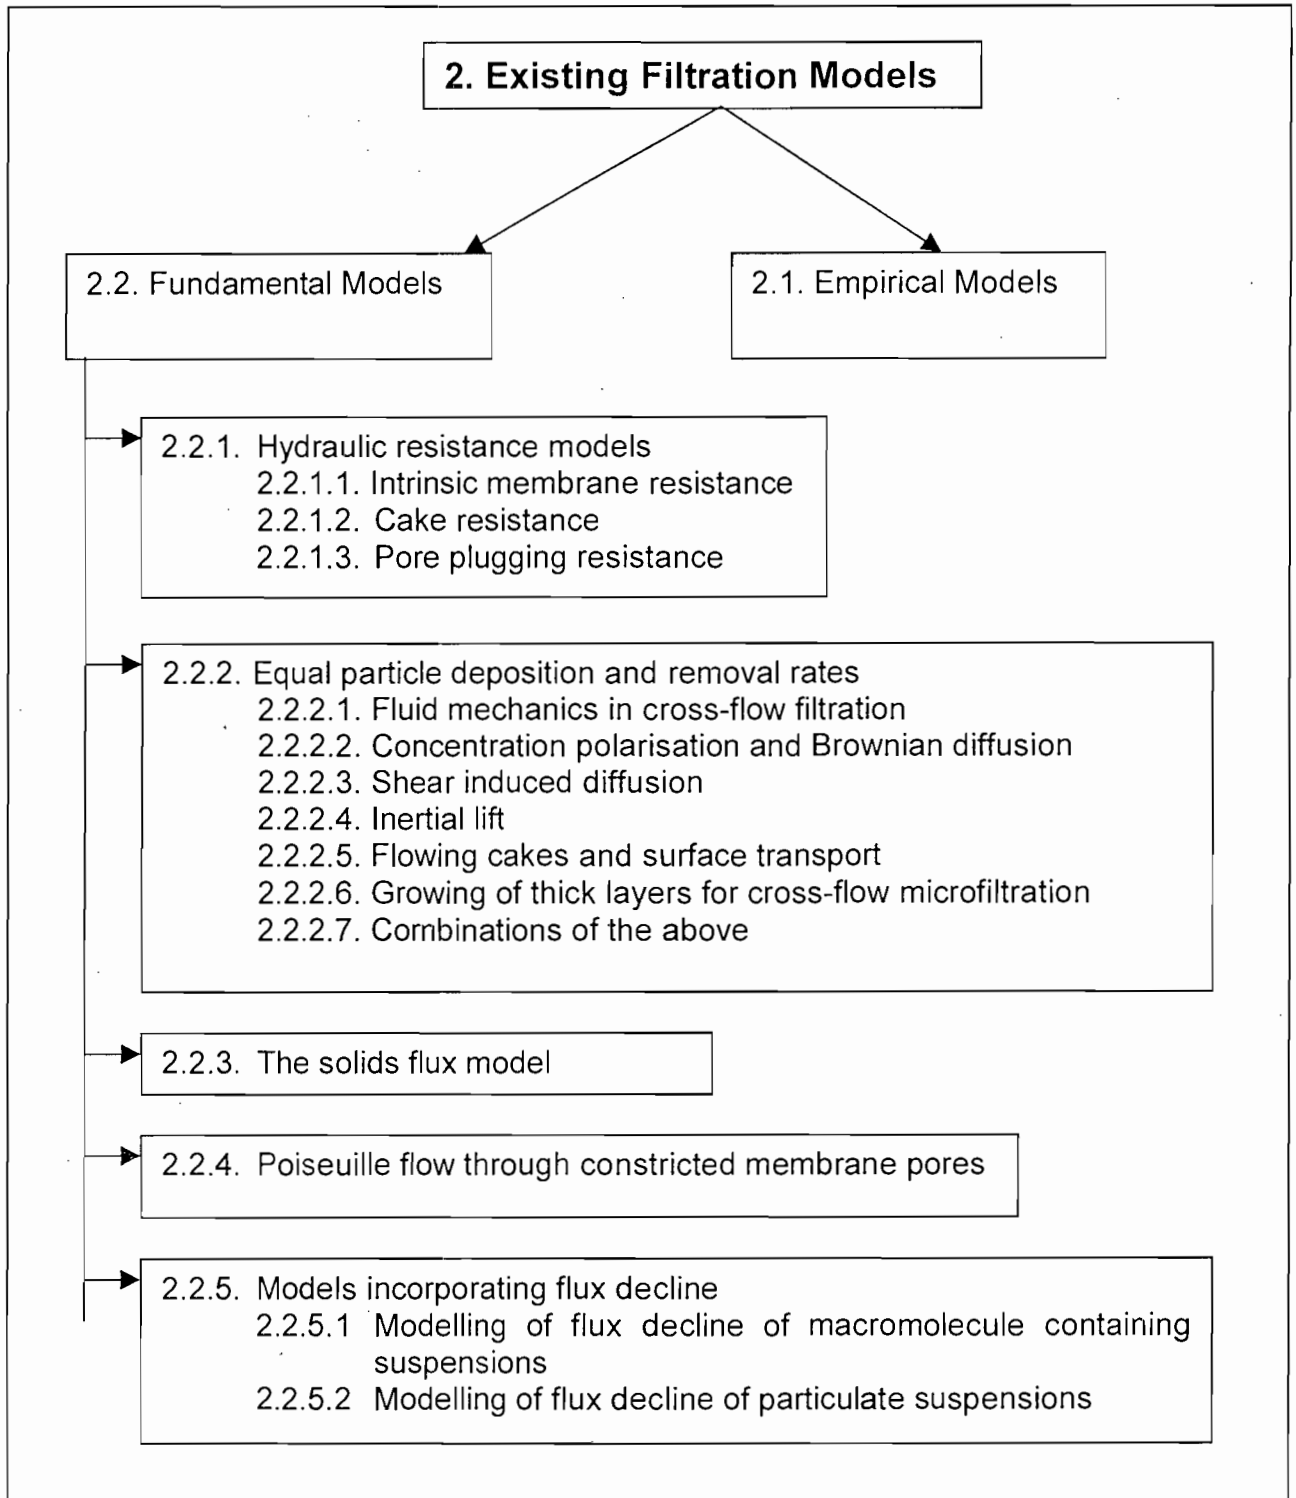 2. Existing Filtration Models
2.2. Fundamental Models
2.1. Empirical Models
2.2.1. Hydraulic resistance models
2.2.1.1. Intrinsic membrane resistance
2.2.1.2. Cake resistance
2.2.1.3. Pore plugging resistance
2.2.2. Equal particle deposition and removal rates
2.2.2.1. Fluid mechanics in cross-flow filtration
2.2.2.2. Concentration polarisation and Brownian diffusion
2.2.2.3. Shear induced diffusion
2.2.2.4. Inertial lift
2.2.2.5. Flowing cakes and surface transport
2.2.2.6. Growing of thick layers for cross-flow microfiltration
2.2.2.7. Combinations of the above
2.2.3. The solids flux model
2.2.4. Poiseuille flow through constricted membrane pores
2.2.5. Models incorporating flux decline
2.2.5.1 Modelling of flux decline of macromolecule containing
suspensions
2.2.5.2 Modelling of flux decline of particulate suspensions